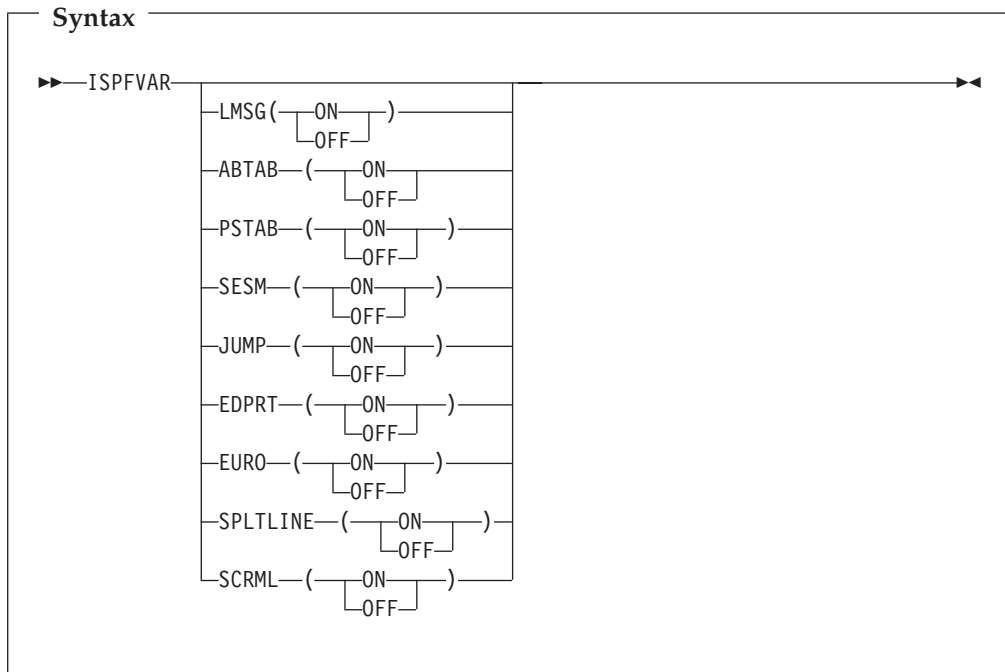 Syntax
ISPFVAR
LMSG( ON )
OFF
ABTAB ( ON
OFF
PSTAB ( ON )
OFF
SESM ( ON )
OFF
JUMP ( ON )
OFF
EDPRT ( ON )
OFF
EURO ( ON )
OFF
SPLTLINE ( ON )
OFF
SCRML ( ON )
OFF